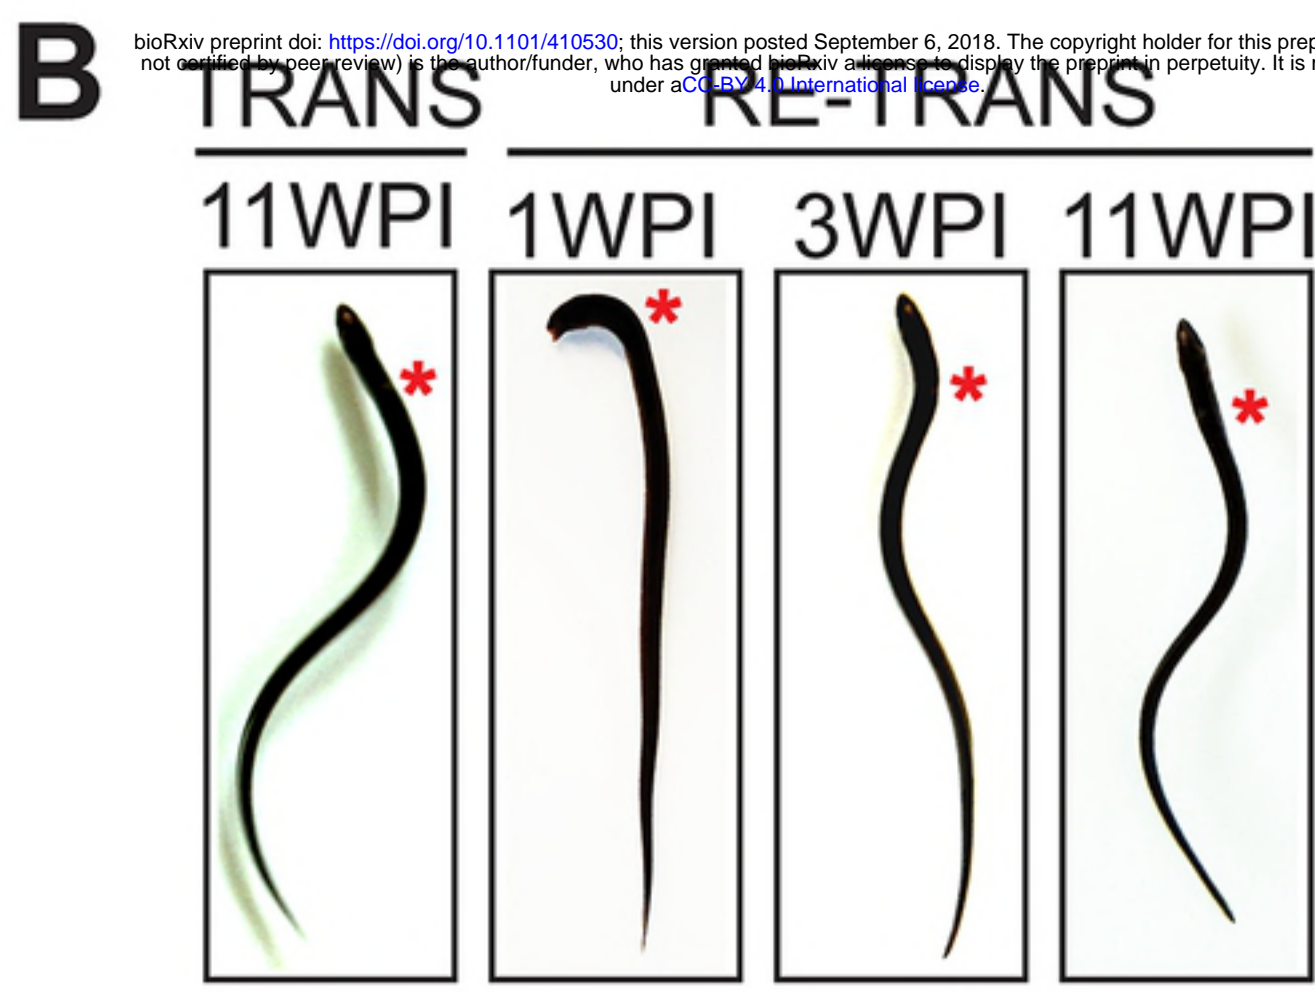 B
bioRxiv preprint doi: https://doi.org/10.1101/410530; this version posted September 6, 2018. The copyright holder for this prep
not certified by peer review) is the author/funder, who has granted bioRxiv a license to display the preprint in perpetuity. It is
under aCC-BY 4.0 International license.
TRANS RE-TRANS
11WPI 1WPI 3WPI 11WPI
* * * *